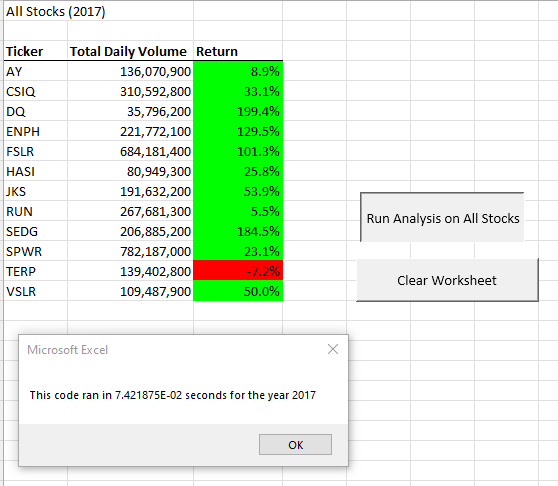 All Stocks (2017)
Ticker Total Daily Volume Return
AY 136,070,900 8.9%
CSIQ 310,592,800 33.1%
DQ 35,796,200 199.4%
ENPH 221,772,100 129.5%
FSLR 684,181,400 101.3%
HASI 80,949,300 25.8%
JKS 191,632,200 53.9%
RUN 267,681,300 5.5%
SEDG 206,885,200 184.5%
SPWR 782,187,000 23.1%
TERP 139,402,800 -7.2%
VSLR 109,487,900 50.0%
Run Analysis on All Stocks
Clear Worksheet
Microsoft Excel
This code ran in 7.421875E-02 seconds for the year 2017
OK